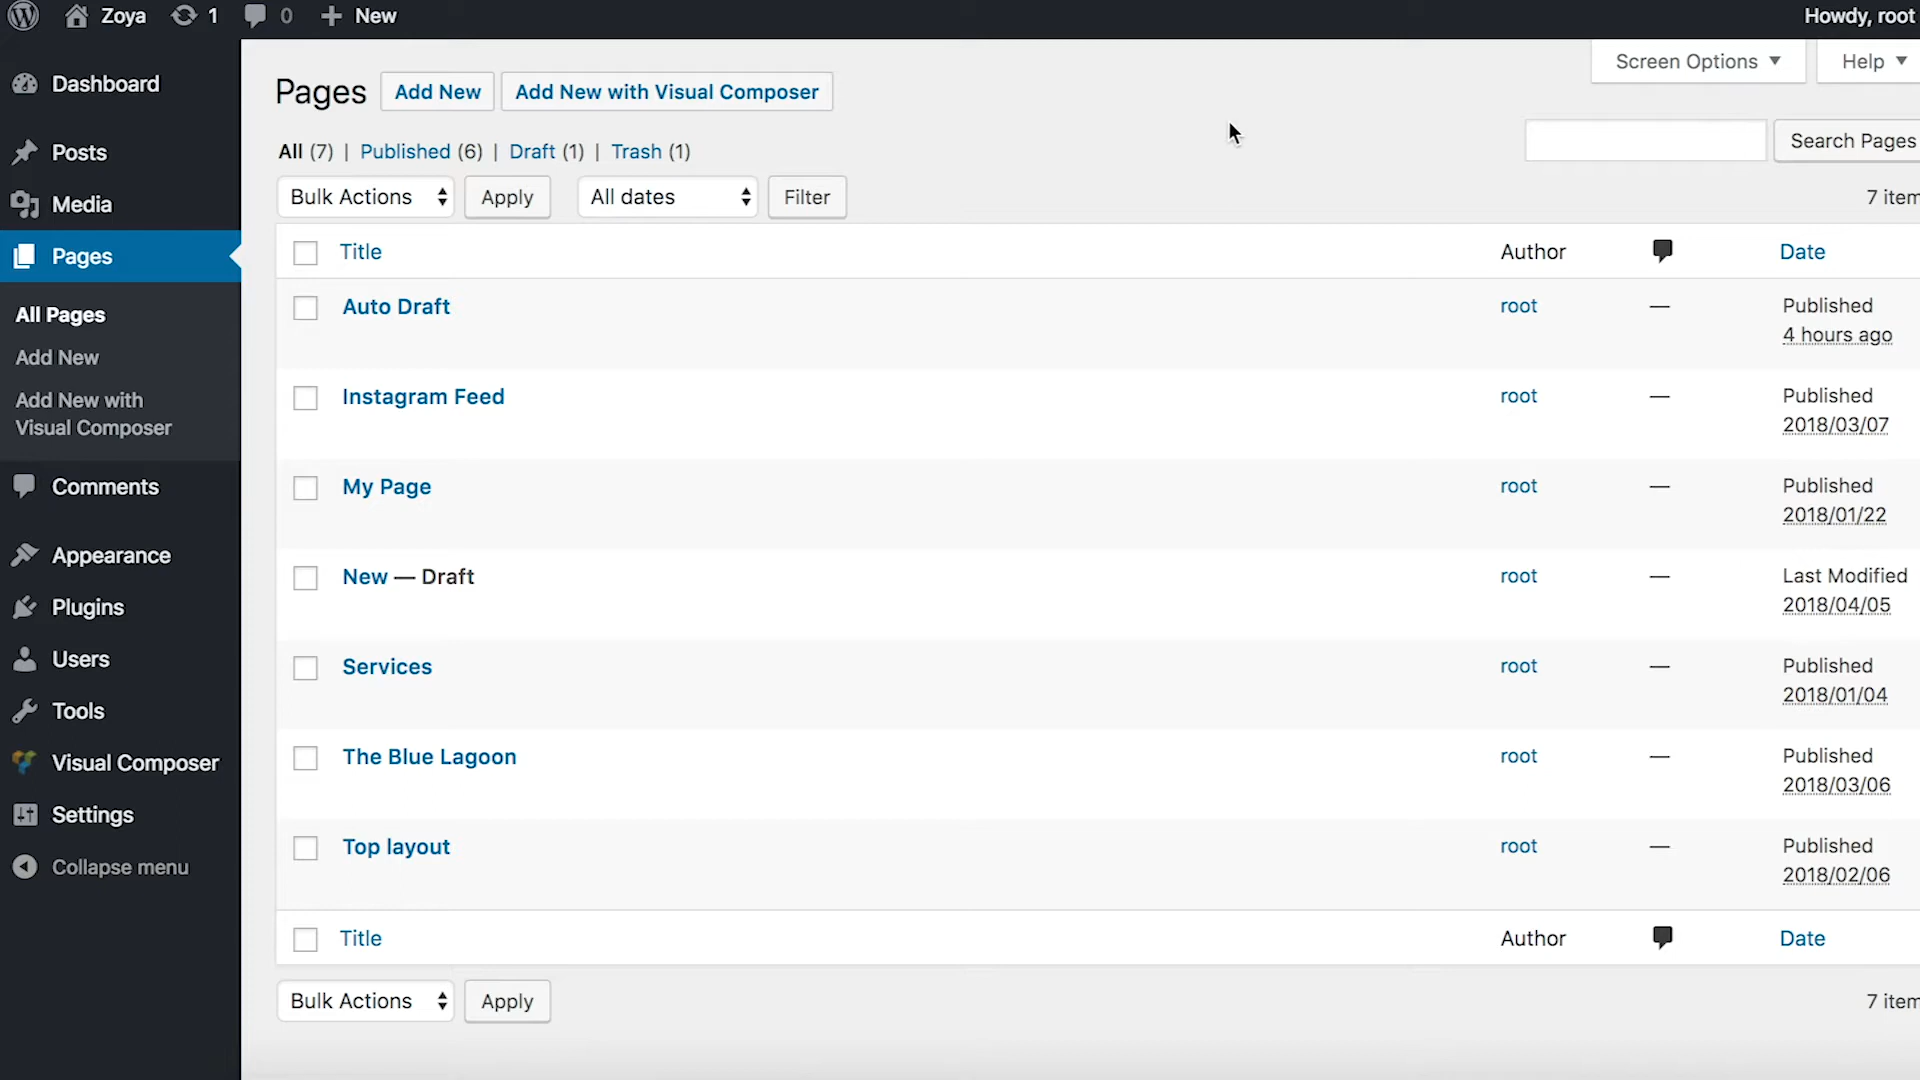 Zoya 1 0 New Howdy, root
Screen Options Help
Dashboard
Posts
Media
Pages
All Pages
Add New
Add New with
Visual Composer
Comments
Appearance
Plugins
Users
Tools
Visual Composer
Settings
Collapse menu
Pages Add New Add New with Visual Composer
All (7) | Published (6) | Draft (1) | Trash (1)
Search Pages
Bulk Actions Apply All dates Filter 7 item
Title Author Date
Auto Draft root — Published
4 hours ago
Instagram Feed root — Published
2018/03/07
My Page root — Published
2018/01/22
New — Draft root — Last Modified
2018/04/05
Services root — Published
2018/01/04
The Blue Lagoon root — Published
2018/03/06
Top layout root — Published
2018/02/06
Title Author Date
Bulk Actions Apply 7 item